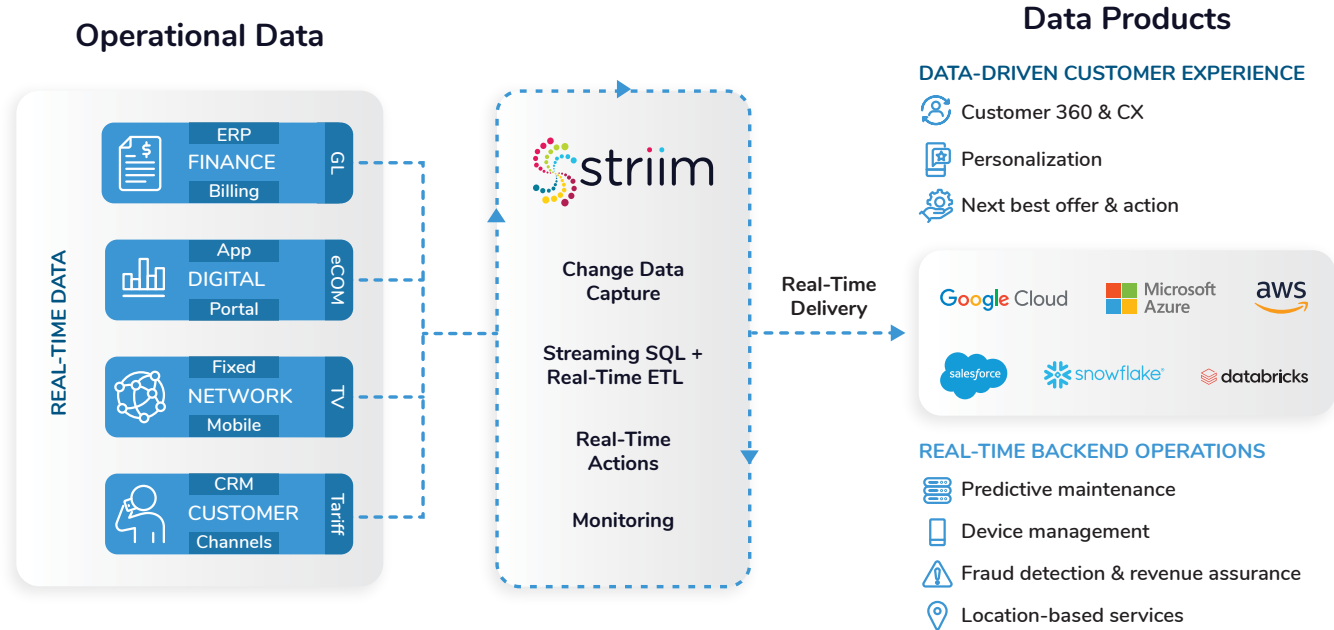 Operational Data
REAL-TIME DATA
ERP
FINANCE
Billing
GL
App
DIGITAL
Portal
eCOM
Fixed
NETWORK
Mobile
TV
CRM
CUSTOMER
Channels
Tariff
striim
Change Data
Capture
Streaming SQL +
Real-Time ETL
Real-Time
Actions
Monitoring
Real-Time
Delivery
Data Products
DATA-DRIVEN CUSTOMER EXPERIENCE
Customer 360 & CX
Personalization
Next best offer & action
Google Cloud
Microsoft
Azure
aws
salesforce
snowflake®
databricks
REAL-TIME BACKEND OPERATIONS
Predictive maintenance
Device management
Fraud detection & revenue assurance
Location-based services